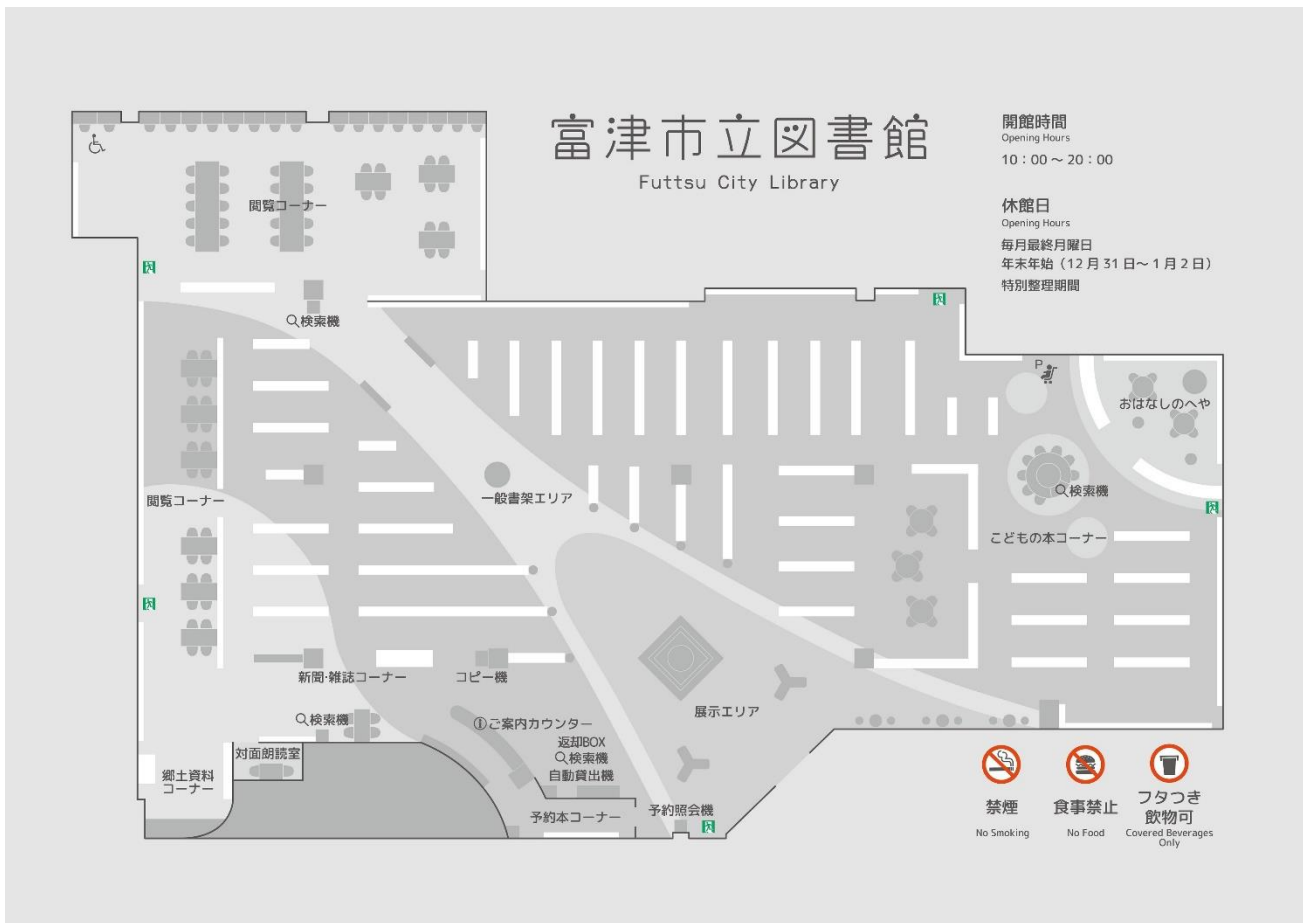 富津市立図書館
Futtsu City Library
開館時間
Opening Hours
10：00～20：00
休館日
Opening Hours
毎月最終月曜日
年末年始（12月31日～1月2日）
特別整理期間
閲覧コーナー
検索機
P
おはなしのへや
検索機
一般書架エリア
閲覧コーナー
こどもの本コーナー
新聞・雑誌コーナー
コピー機
展示エリア
検索機
①ご案内カウンター
返却BOX
検索機
自動貸出機
対面朗読室
郷土資料
コーナー
予約本コーナー
予約照会機
禁煙
No Smoking
食事禁止
No Food
フタつき
飲物可
Covered Beverages
Only